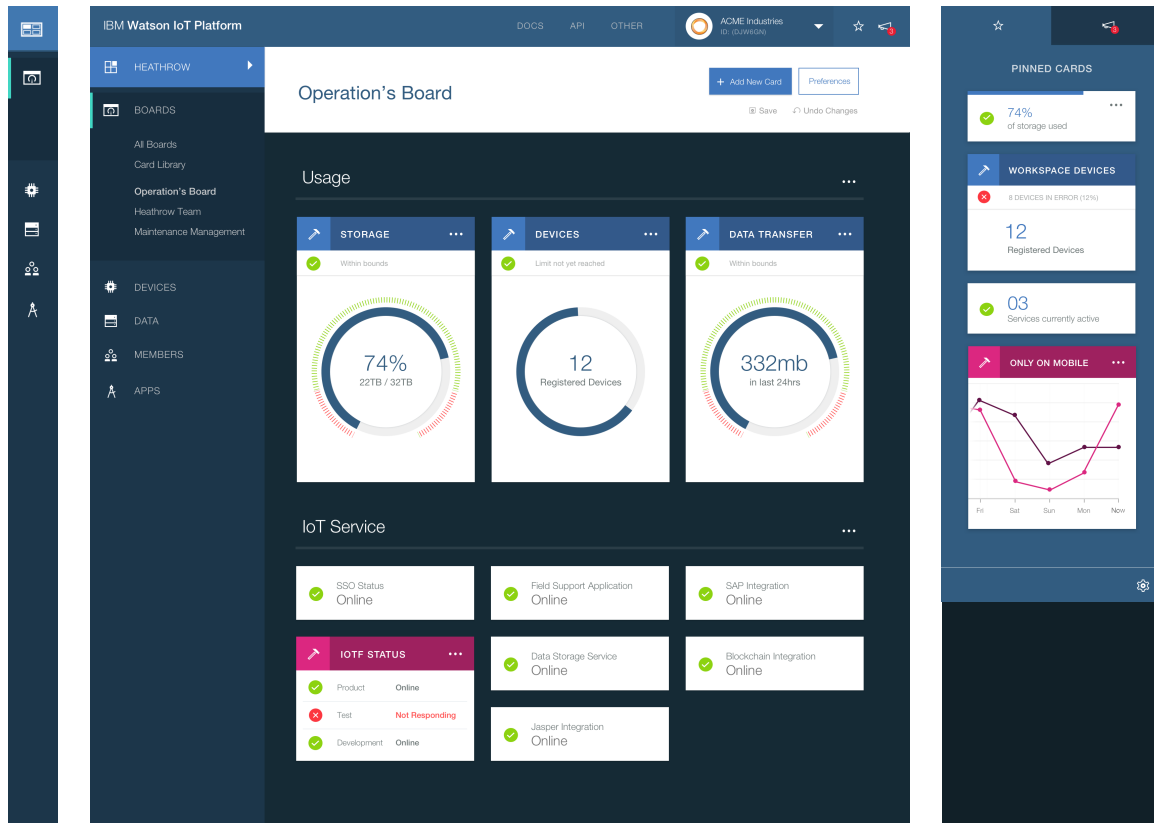 IBM Watson IoT Platform
DOCS API OTHER
ACME Industries
ID: (DJW6GN)
3
HEATHROW
BOARDS
All Boards
Card Library
Operation's Board
Heathrow Team
Maintenance Management
DEVICES
DATA
MEMBERS
APPS
Operation's Board
+ Add New Card
Preferences
Save
Undo Changes
Usage
STORAGE
Within bounds
74%
22TB / 32TB
DEVICES
Limit not yet reached
12
Registered Devices
DATA TRANSFER
Within bounds
332mb
in last 24hrs
IoT Service
SSO Status
Online
Field Support Application
Online
SAP Integration
Online
IOTF STATUS
Product Online
Test Not Responding
Development Online
Data Storage Service
Online
Blockchain Integration
Online
Jasper Integration
Online
3
PINNED CARDS
74%
of storage used
WORKSPACE DEVICES
8 DEVICES IN ERROR (12%)
12
Registered Devices
03
Services currently active
ONLY ON MOBILE
Fri Sat Sun Mon Now